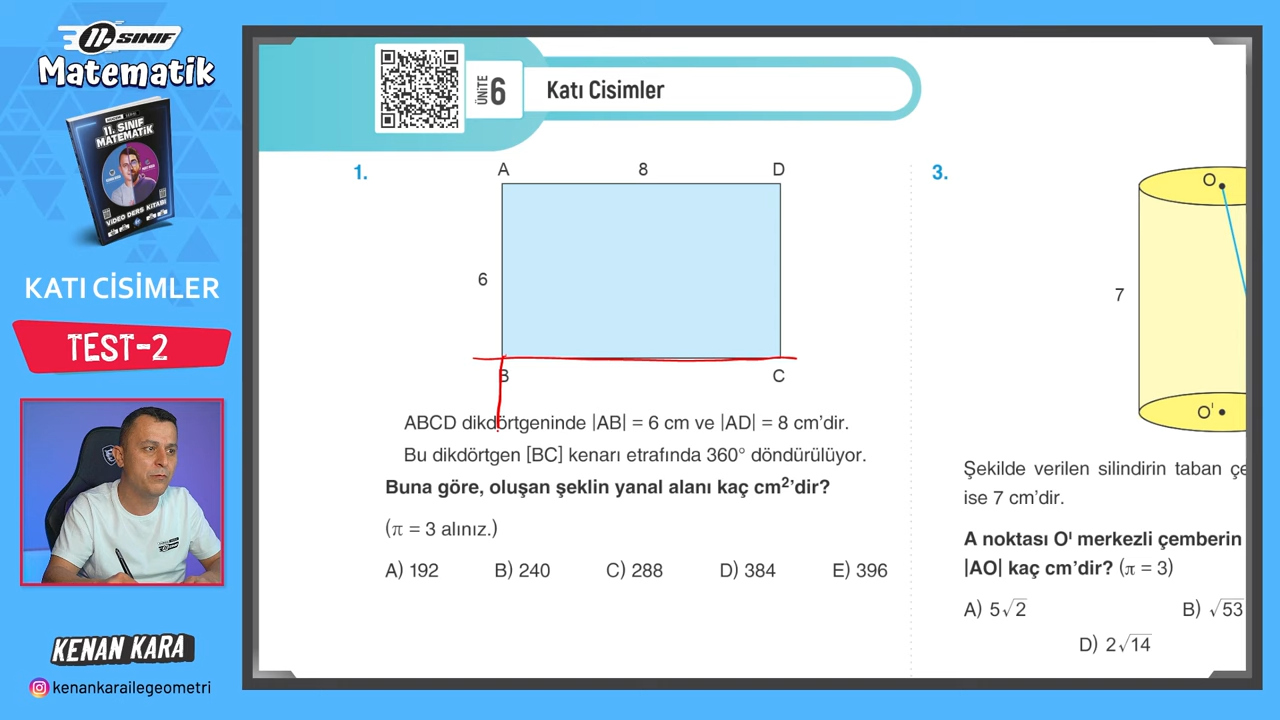 11. SINIF
Matematik
11. SINIF
MATEMATİK
VİDEO DERS KİTABI
KATI CİSİMLER
TEST-2
KENAN KARA
kenankarailegeometri
ÜNİTE 6
Katı Cisimler
1.
A 8 D
6
B C
ABCD dikdörtgeninde |AB| = 6 cm ve |AD| = 8 cm'dir.
Bu dikdörtgen [BC] kenarı etrafında 360° döndürülüyor.
Buna göre, oluşan şeklin yanal alanı kaç cm²'dir?
(π = 3 alınız.)
A) 192 B) 240 C) 288 D) 384 E) 396
3.
O
7
O'
Şekilde verilen silindirin taban çe
ise 7 cm'dir.
A noktası O' merkezli çemberin
|AO| kaç cm'dir? (π = 3)
A) 5√2 B) √53
D) 2√14